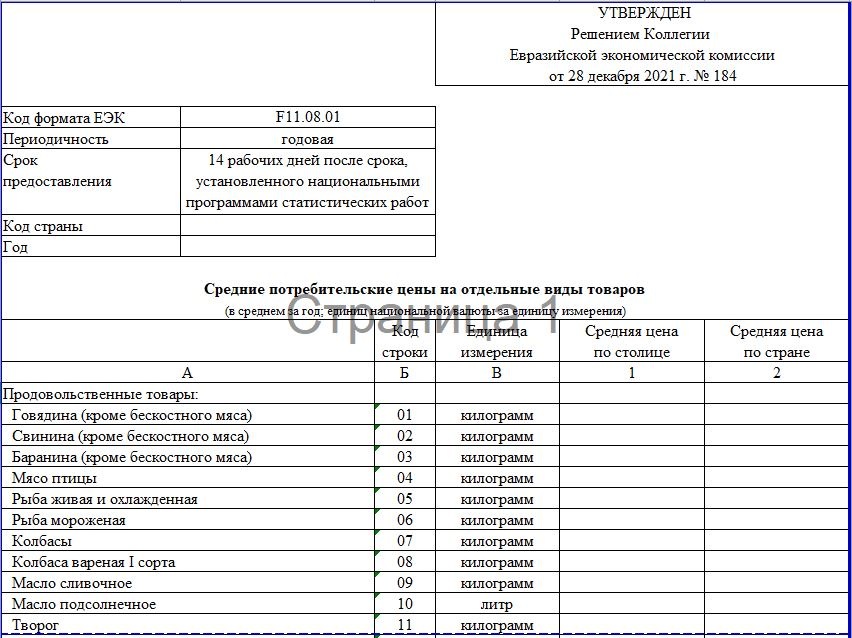 УТВЕРЖДЕН
Решением Коллегии
Евразийской экономической комиссии
от 28 декабря 2021 г. № 184
Код формата ЕЭК F11.08.01
Периодичность годовая
Срок 14 рабочих дней после срока,
предоставления установленного национальными
программами статистических работ
Код страны
Год
Средние потребительские цены на отдельные виды товаров
(в среднем за год; единиц национальной валюты за единицу измерения)
Страница 1
Код Единица Средняя цена Средняя цена
строки измерения по столице по стране
А Б В 1 2
Продовольственные товары:
Говядина (кроме бескостного мяса) 01 килограмм
Свинина (кроме бескостного мяса) 02 килограмм
Баранина (кроме бескостного мяса) 03 килограмм
Мясо птицы 04 килограмм
Рыба живая и охлажденная 05 килограмм
Рыба мороженая 06 килограмм
Колбасы 07 килограмм
Колбаса вареная I сорта 08 килограмм
Масло сливочное 09 килограмм
Масло подсолнечное 10 литр
Творог 11 килограмм